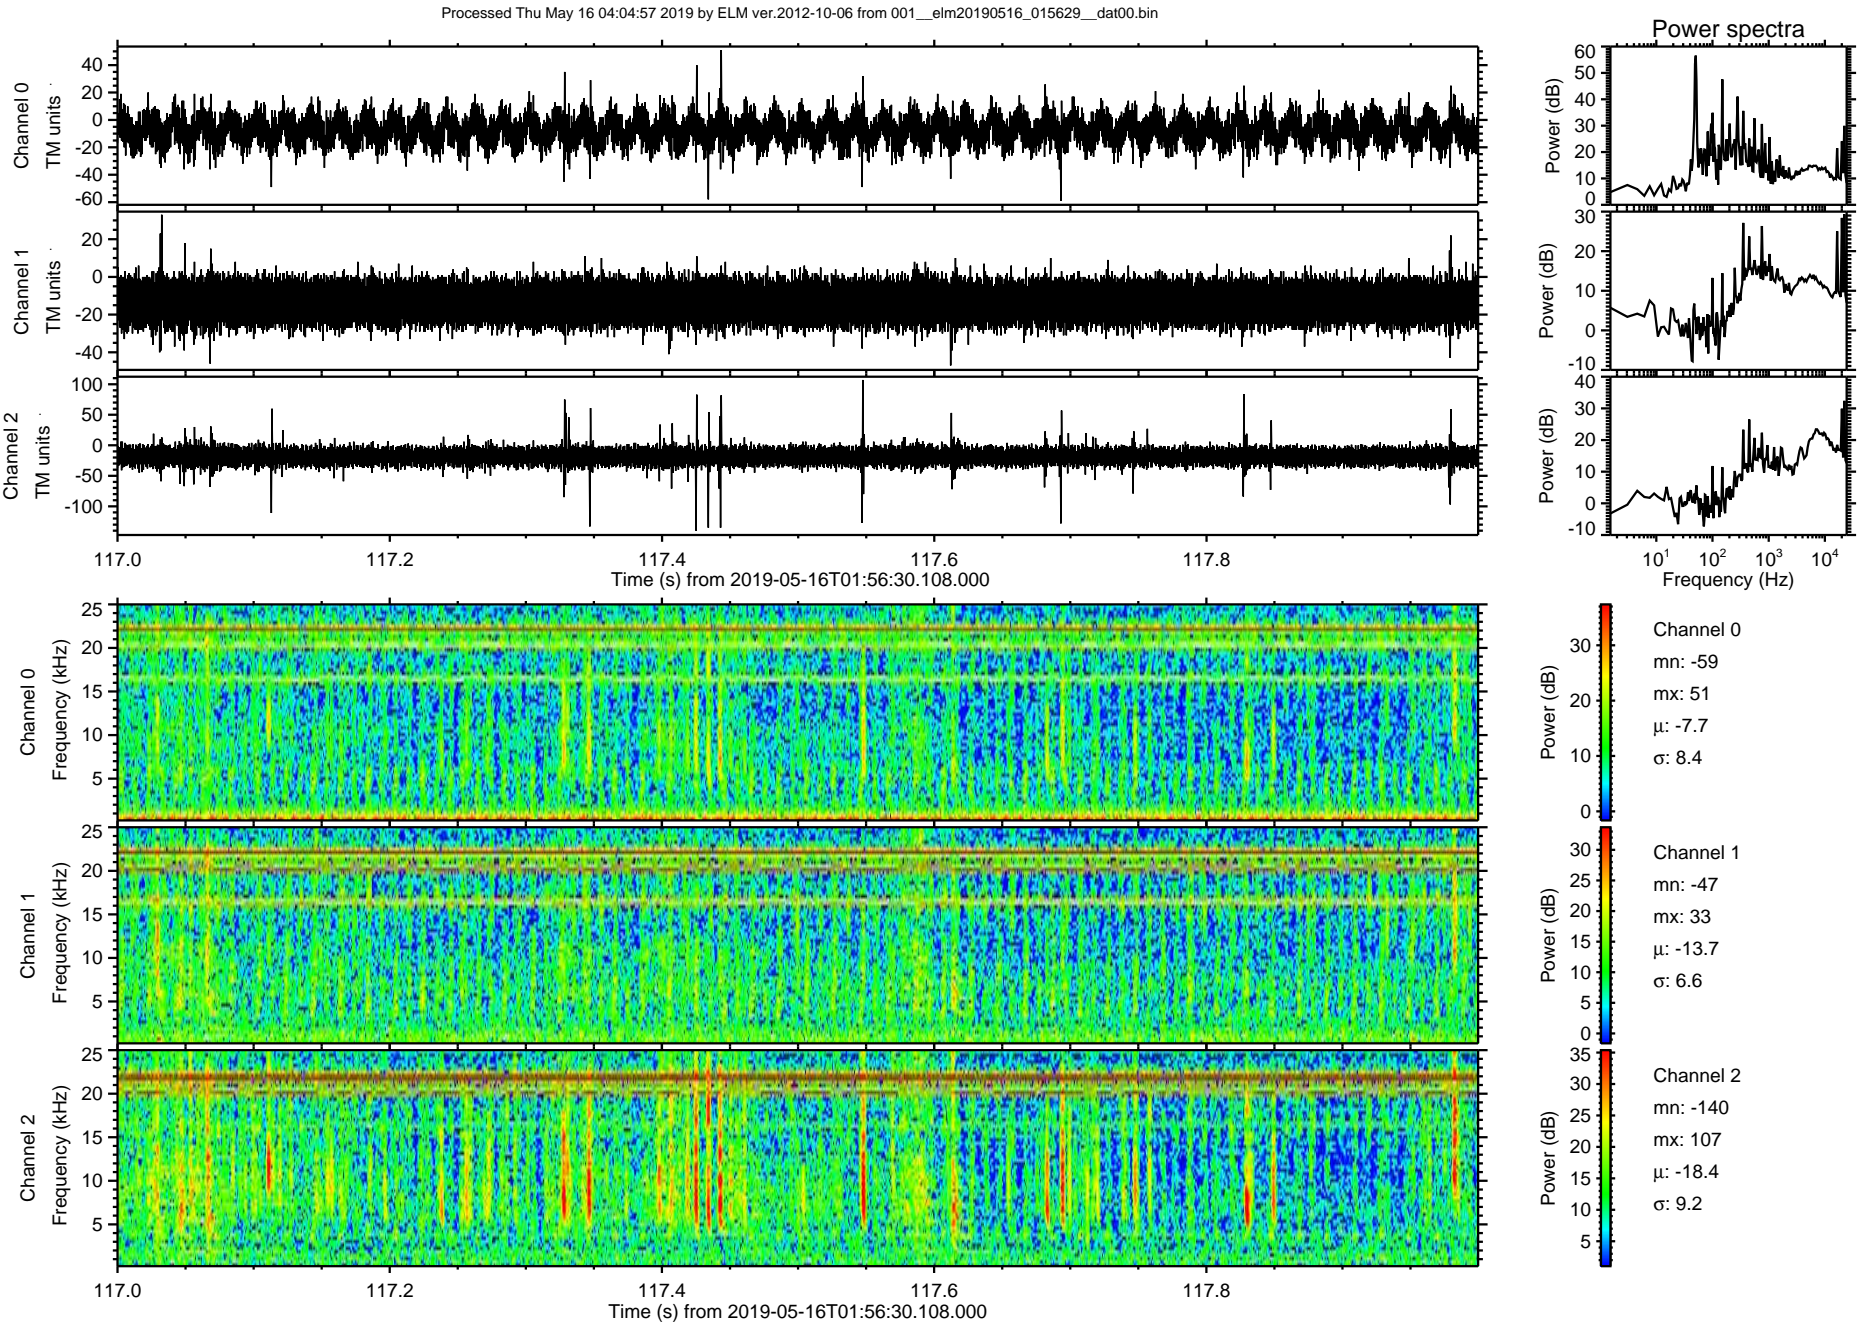 Processed Thu May 16 04:04:57 2019 by ELM ver.2012-10-06 from 001__elm20190516_015629__dat00.bin
Power spectra
Channel 0
TM units
40
20
0
-20
-40
-60
Power (dB)
60
50
40
30
20
10
0
Channel 1
TM units
20
0
-20
-40
Power (dB)
30
20
10
0
-10
Channel 2
TM units
100
50
0
-50
-100
Power (dB)
40
30
20
10
0
-10
117.0 117.2 117.4 117.6 117.8
Time (s) from 2019-05-16T01:56:30.108.000
10^1 10^2 10^3 10^4
Frequency (Hz)
Channel 0
Frequency (kHz)
25
20
15
10
5
Power (dB)
30
20
10
0
Channel 0
mn: -59
mx: 51
μ: -7.7
σ: 8.4
Channel 1
Frequency (kHz)
25
20
15
10
5
Power (dB)
30
25
20
15
10
5
0
Channel 1
mn: -47
mx: 33
μ: -13.7
σ: 6.6
Channel 2
Frequency (kHz)
25
20
15
10
5
Power (dB)
35
30
25
20
15
10
5
Channel 2
mn: -140
mx: 107
μ: -18.4
σ: 9.2
117.0 117.2 117.4 117.6 117.8
Time (s) from 2019-05-16T01:56:30.108.000